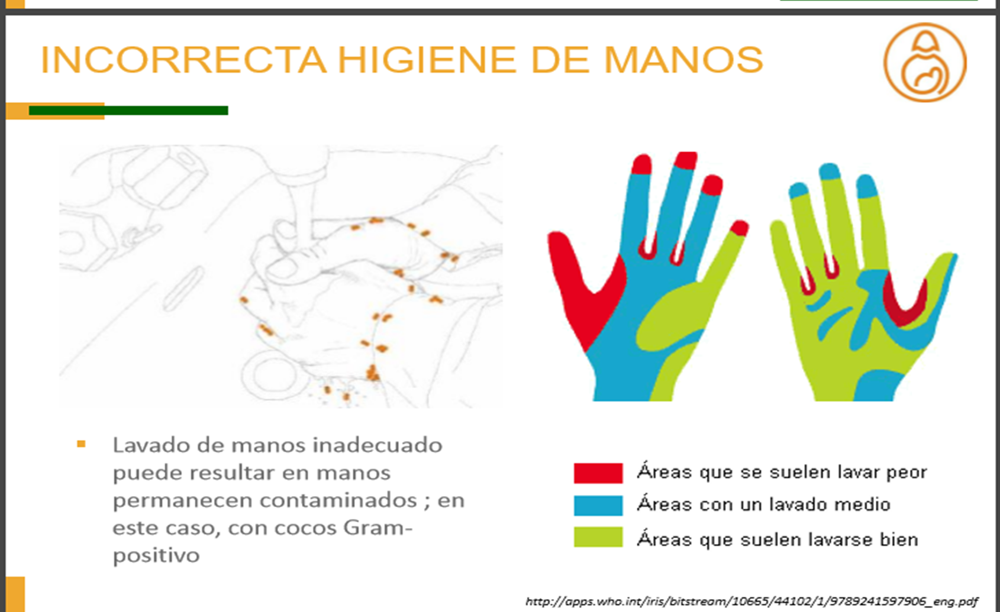 INCORRECTA HIGIENE DE MANOS
Lavado de manos inadecuado
puede resultar en manos
permanecen contaminados ; en
este caso, con cocos Gram-
positivo
Áreas que se suelen lavar peor
Áreas con un lavado medio
Áreas que suelen lavarse bien
http://apps.who.int/iris/bitstream/10665/44102/1/9789241597906_eng.pdf